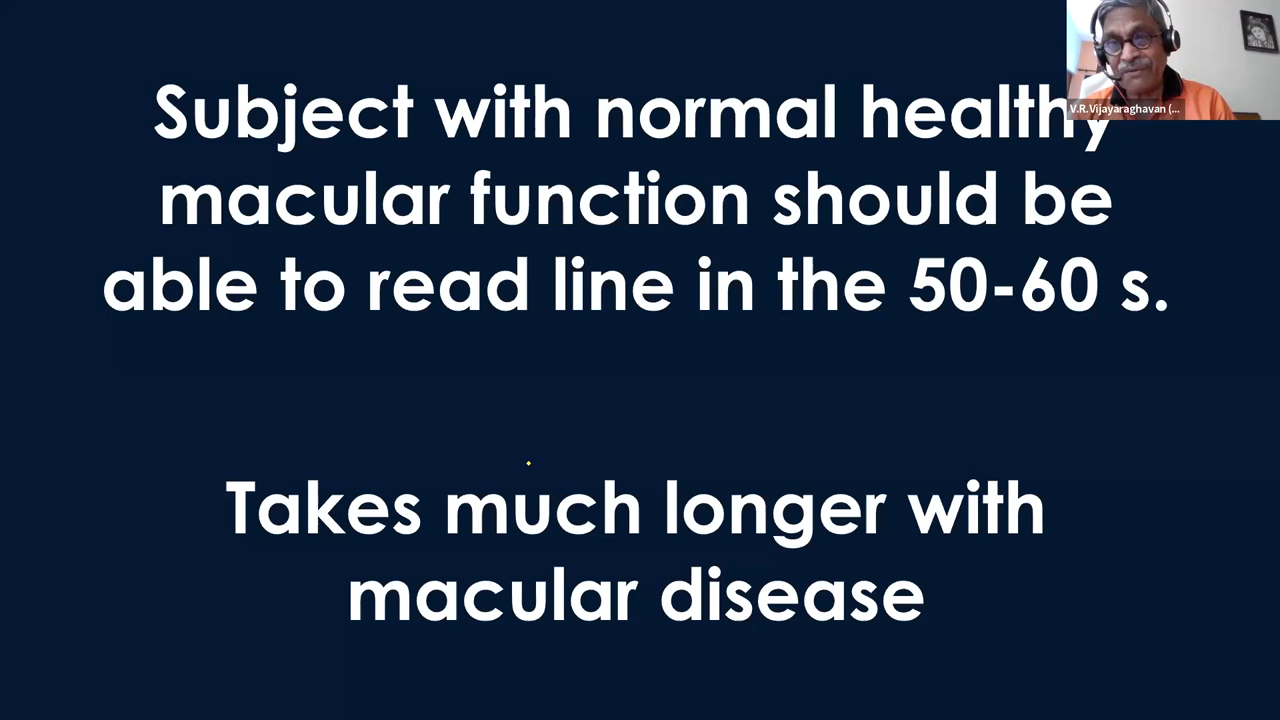 Subject with normal healthy
macular function should be
able to read line in the 50-60 s.
Takes much longer with
macular disease
V.R.Vijayaraghavan (...